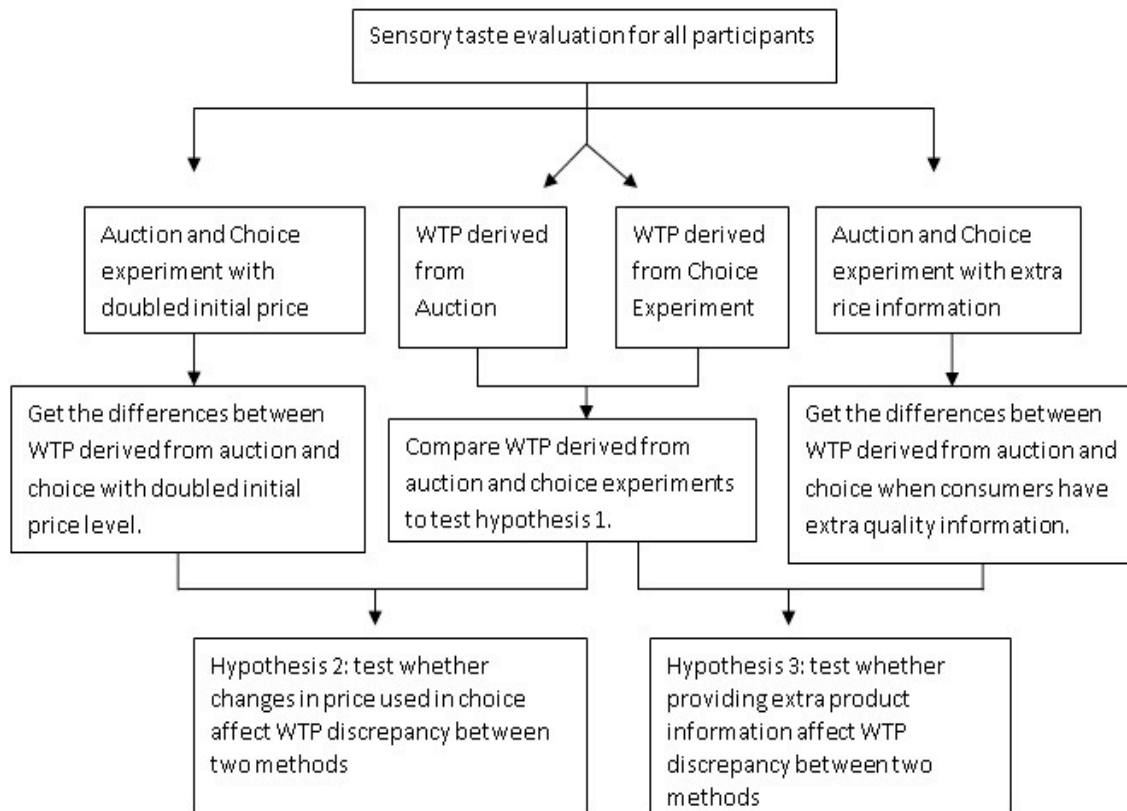 Sensory taste evaluation for all participants
Auction and Choice
experiment with
doubled initial price
WTP derived
from
Auction
WTP derived
from Choice
Experiment
Auction and Choice
experiment with extra
rice information
Get the differences between
WTP derived from auction and
choice with doubled initial
price level.
Compare WTP derived from
auction and choice experiments
to test hypothesis 1.
Get the differences between
WTP derived from auction and
choice when consumers have
extra quality information.
Hypothesis 2: test whether
changes in price used in choice
affect WTP discrepancy between
two methods
Hypothesis 3: test whether
providing extra product
information affect WTP
discrepancy between two
methods